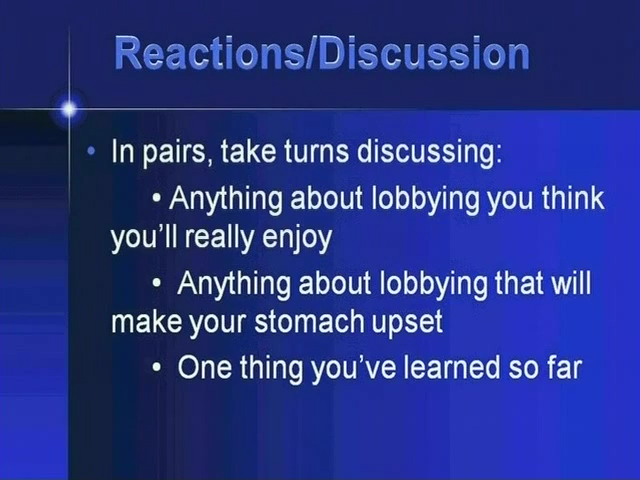 Reactions/Discussion
• In pairs, take turns discussing:
• Anything about lobbying you think
you'll really enjoy
• Anything about lobbying that will
make your stomach upset
• One thing you've learned so far